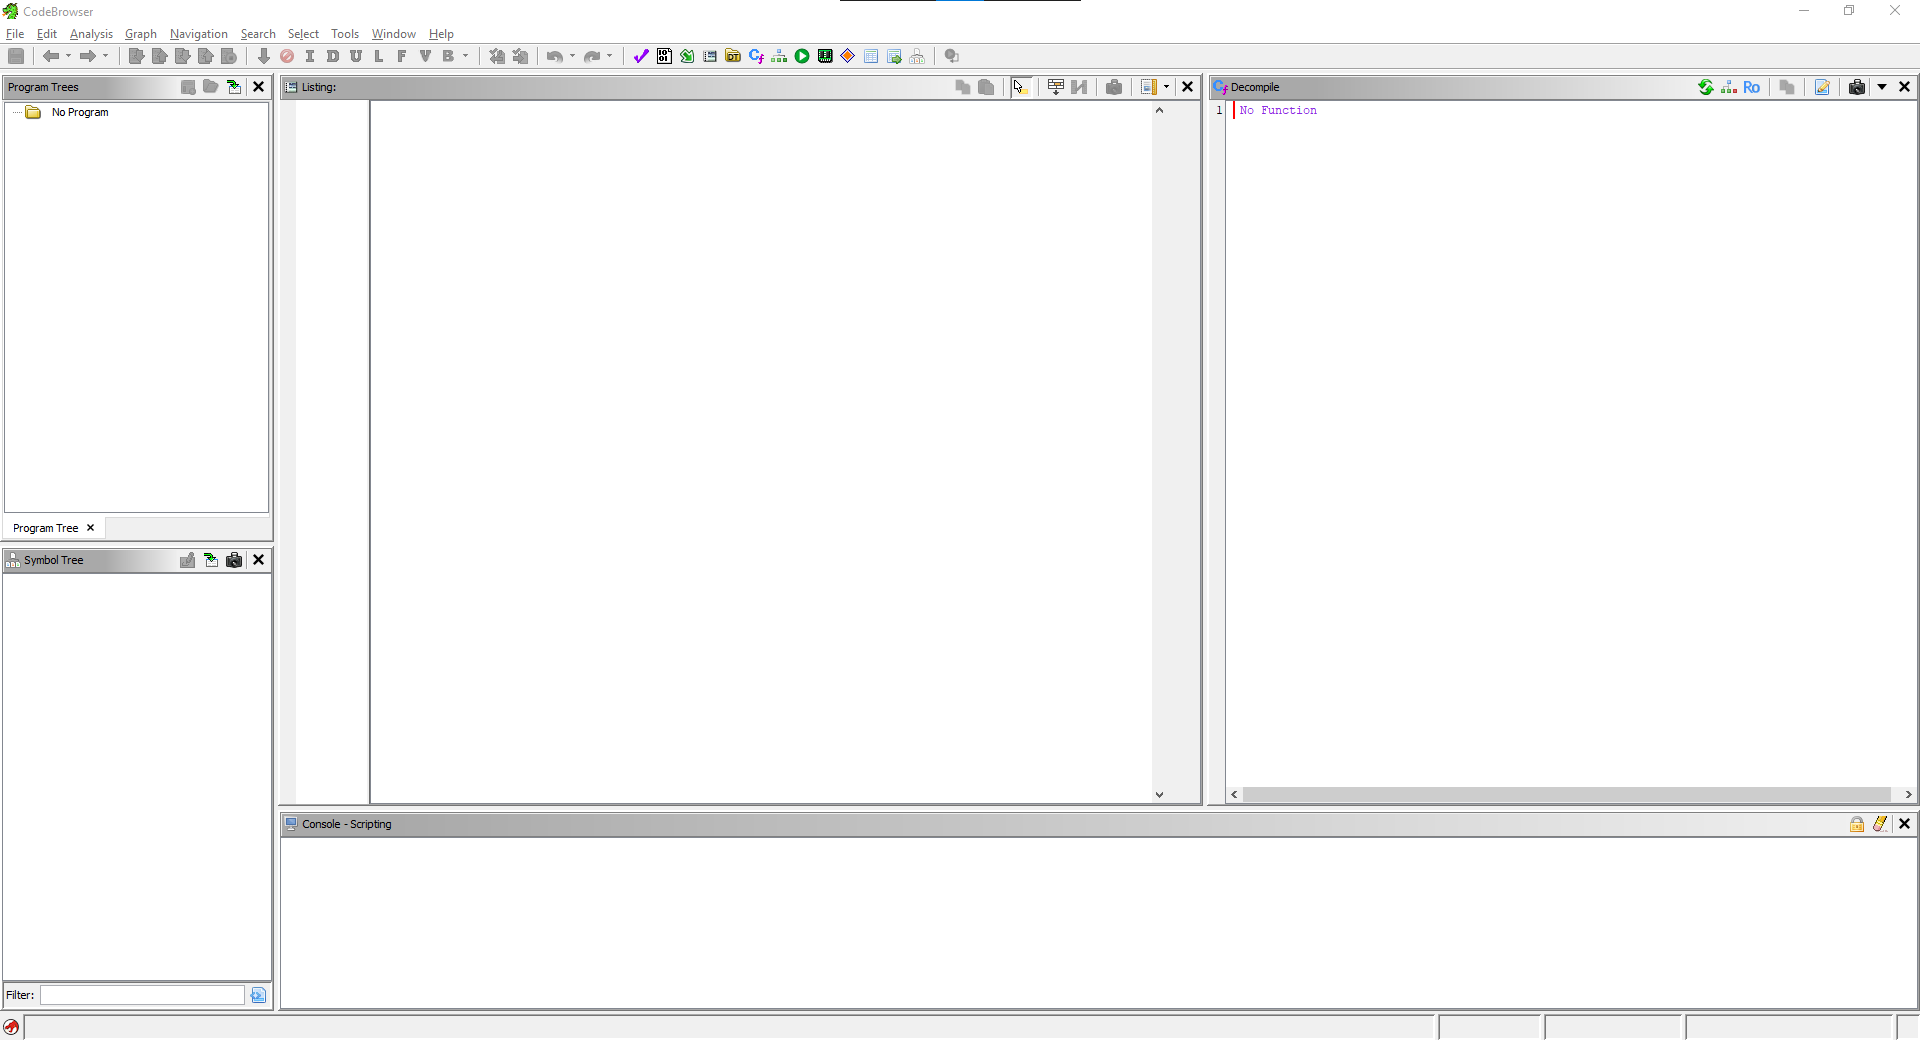 CodeBrowser
File Edit Analysis Graph Navigation Search Select Tools Window Help
I D U L F V B
Program Trees
No Program
Program Tree
Symbol Tree
Filter:
Listing:
Decompile
Ro
1 No Function
Console - Scripting